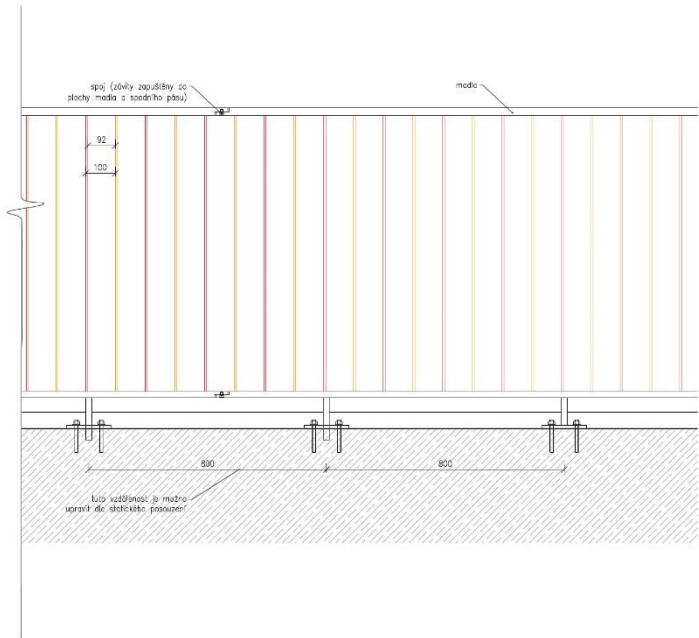 spoj (závity zapuštěny do
plochy madla a spodního pásu)
madlo
92
100
800
800
tuto vzdálenost je možno
upravit dle statického posouzení